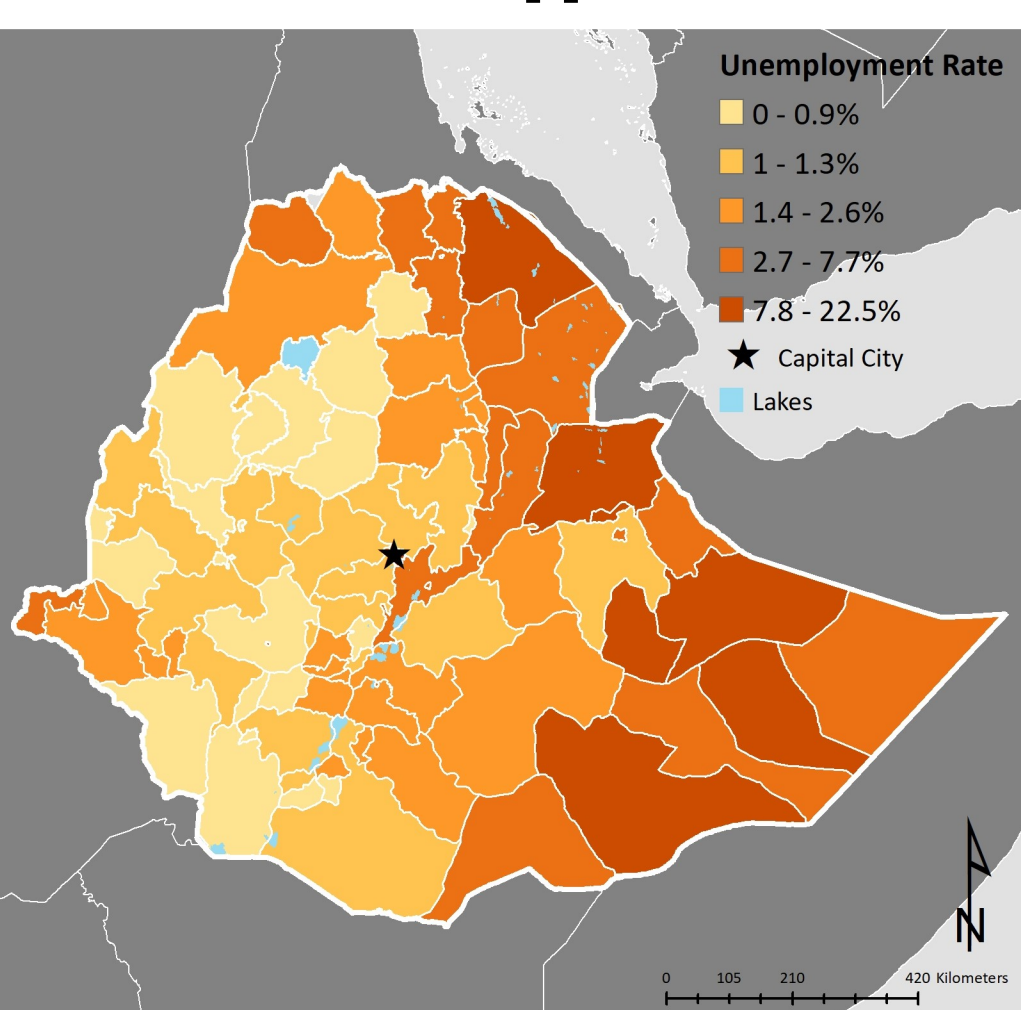 Unemployment Rate
0 - 0.9%
1 - 1.3%
1.4 - 2.6%
2.7 - 7.7%
7.8 - 22.5%
Capital City
Lakes
N
0 105 210 420 Kilometers